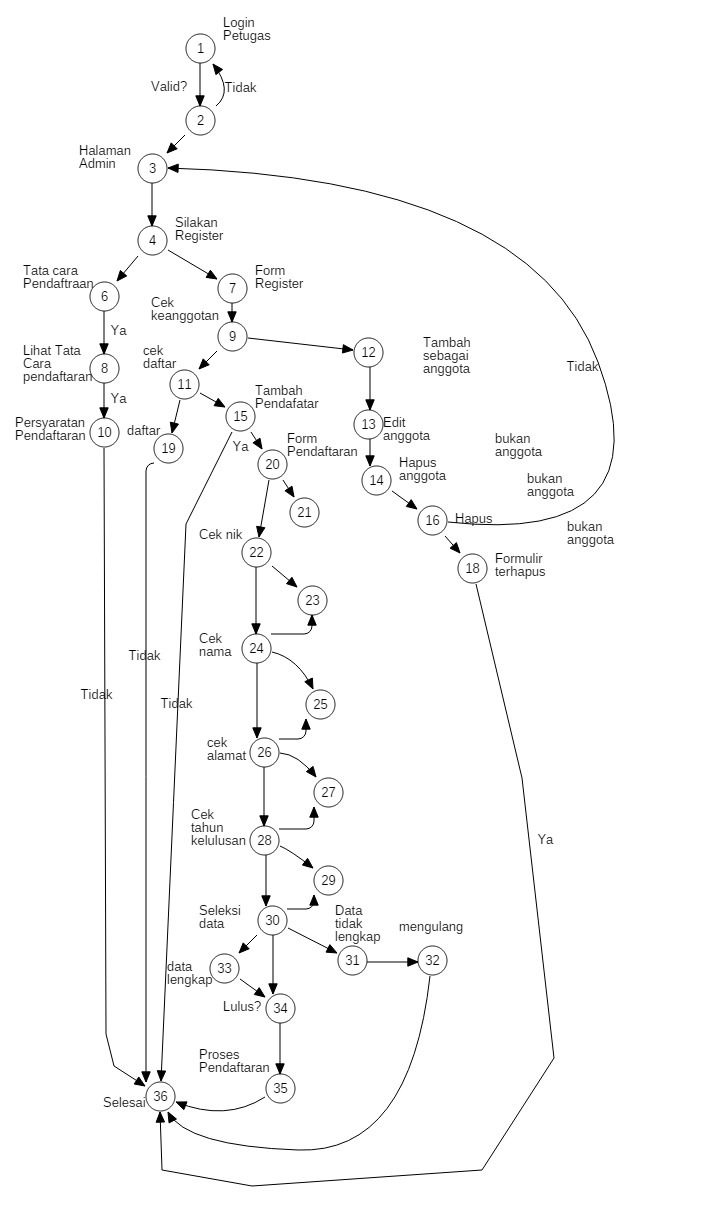 Login
Petugas
1
Valid?
Tidak
2
Halaman
Admin
3
Silakan
Register
4
Tata cara
Pendaftraan
6
Form
Register
7
Cek
keanggotan
9
Ya
Lihat Tata
Cara
pendaftaran
8
cek
daftar
11
12
Tambah
sebagai
anggota
Tidak
Ya
Persyaratan
Pendaftaran
10
daftar
19
Tambah
Pendafatar
15
Ya
13
Edit
anggota
bukan
anggota
Form
Pendaftaran
20
Hapus
anggota
14
bukan
anggota
21
16
Hapus
bukan
anggota
Cek nik
22
18
Formulir
terhapus
23
Cek
nama
24
Tidak
Tidak
Tidak
25
cek
alamat
26
27
Cek
tahun
kelulusan
28
Ya
29
Seleksi
data
30
Data
tidak
lengkap
31
mengulang
32
data
lengkap
33
Lulus?
34
Proses
Pendaftaran
35
Selesai
36